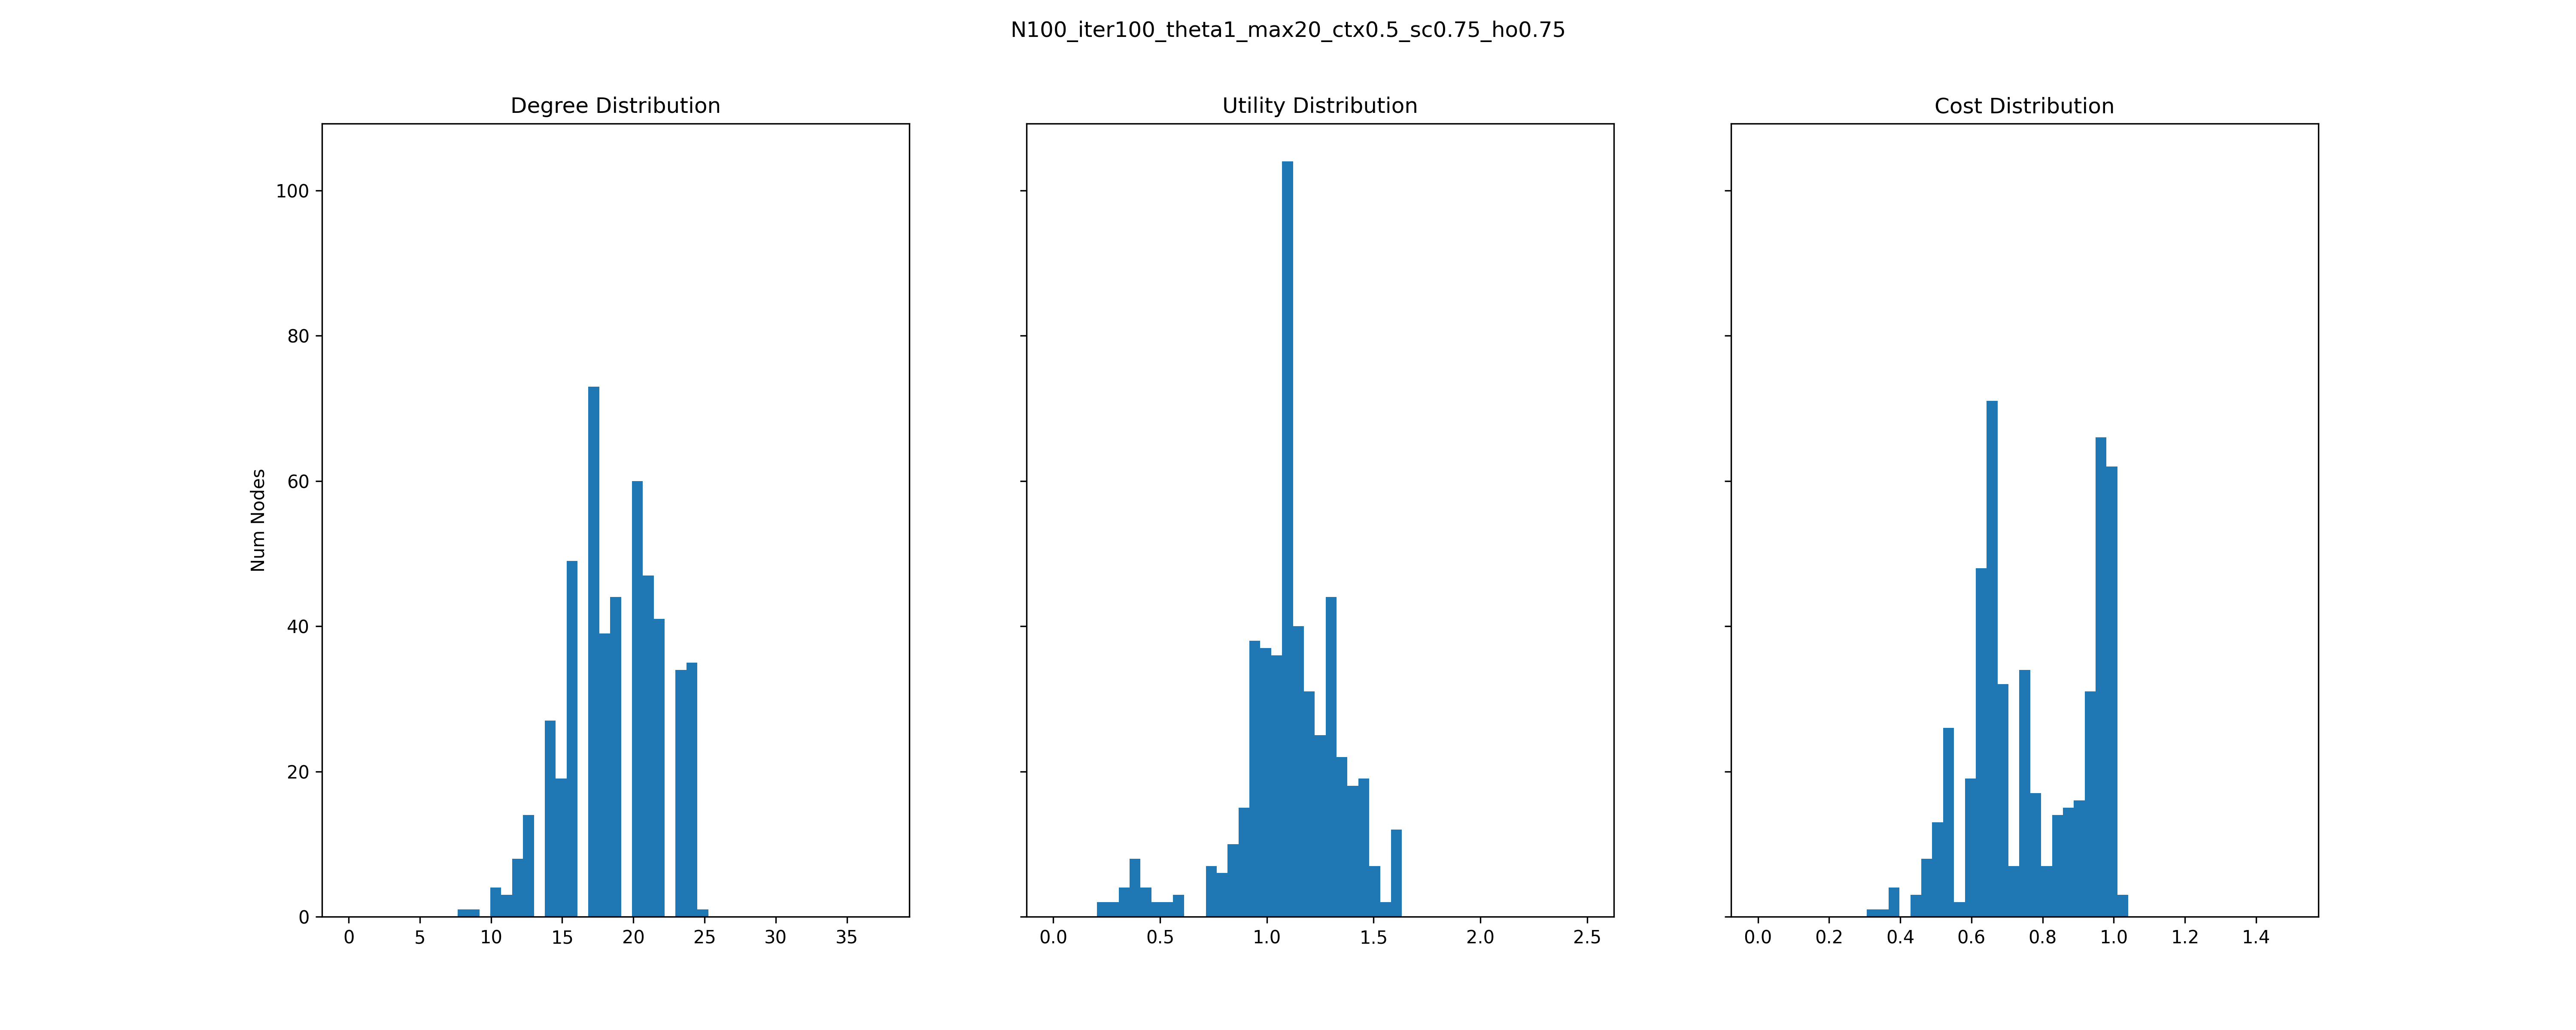 N100_iter100_theta1_max20_ctx0.5_sc0.75_ho0.75
Degree Distribution
Utility Distribution
Cost Distribution
Num Nodes
100
80
60
40
20
0
0 5 10 15 20 25 30 35
0.0 0.5 1.0 1.5 2.0 2.5
0.0 0.2 0.4 0.6 0.8 1.0 1.2 1.4